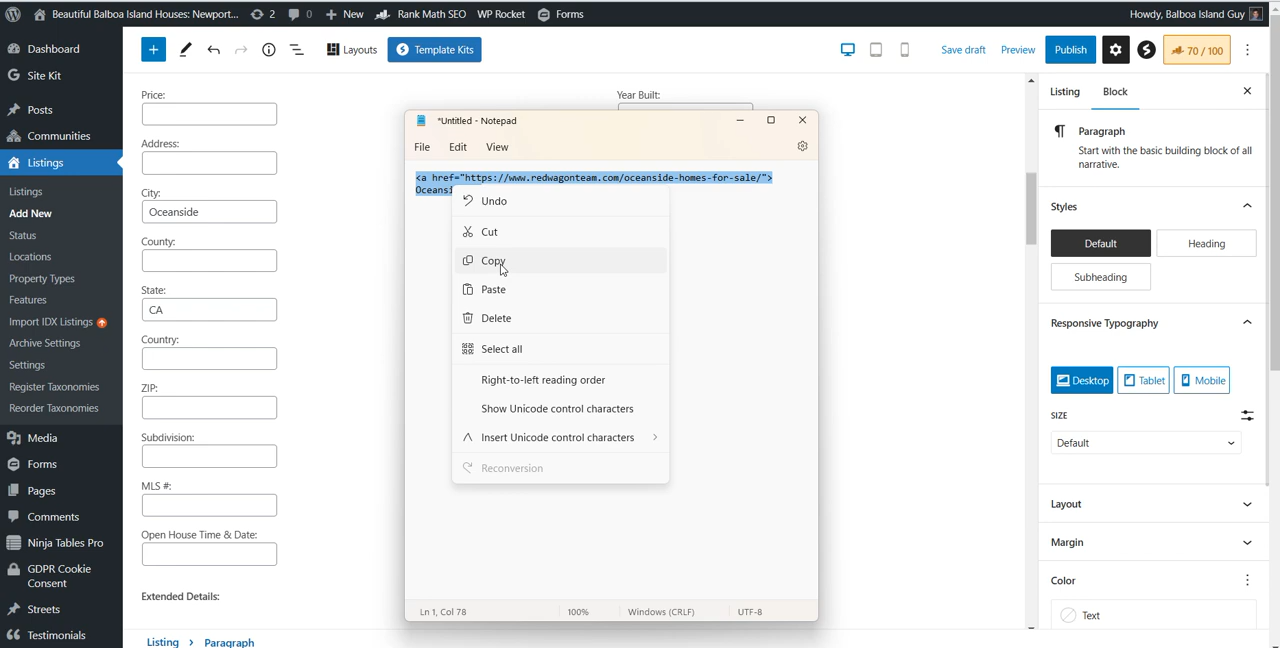 Beautiful Balboa Island Houses: Newport... 2 0 New Rank Math SEO WP Rocket Forms Howdy, Balboa Island Guy
Dashboard
Site Kit
Posts
Communities
Listings
Listings
Add New
Status
Locations
Property Types
Features
Import IDX Listings
Archive Settings
Settings
Register Taxonomies
Reorder Taxonomies
Media
Forms
Pages
Comments
Ninja Tables Pro
GDPR Cookie
Consent
Streets
Testimonials
Layouts Template Kits Save draft Preview Publish 70 / 100
Price:
Address:
City:
Oceanside
County:
State:
CA
Country:
ZIP:
Subdivision:
MLS #:
Open House Time & Date:
Extended Details:
Listing › Paragraph
Year Built:
*Untitled - Notepad
File Edit View
<a href="https://www.redwagonteam.com/oceanside-homes-for-sale/">
Oceansi
Undo
Cut
Copy
Paste
Delete
Select all
Right-to-left reading order
Show Unicode control characters
Insert Unicode control characters
Reconversion
Ln 1, Col 78 100% Windows (CRLF) UTF-8
Listing Block
Paragraph
Start with the basic building block of all
narrative.
Styles
Default Heading
Subheading
Responsive Typography
Desktop Tablet Mobile
SIZE
Default
Layout
Margin
Color
Text